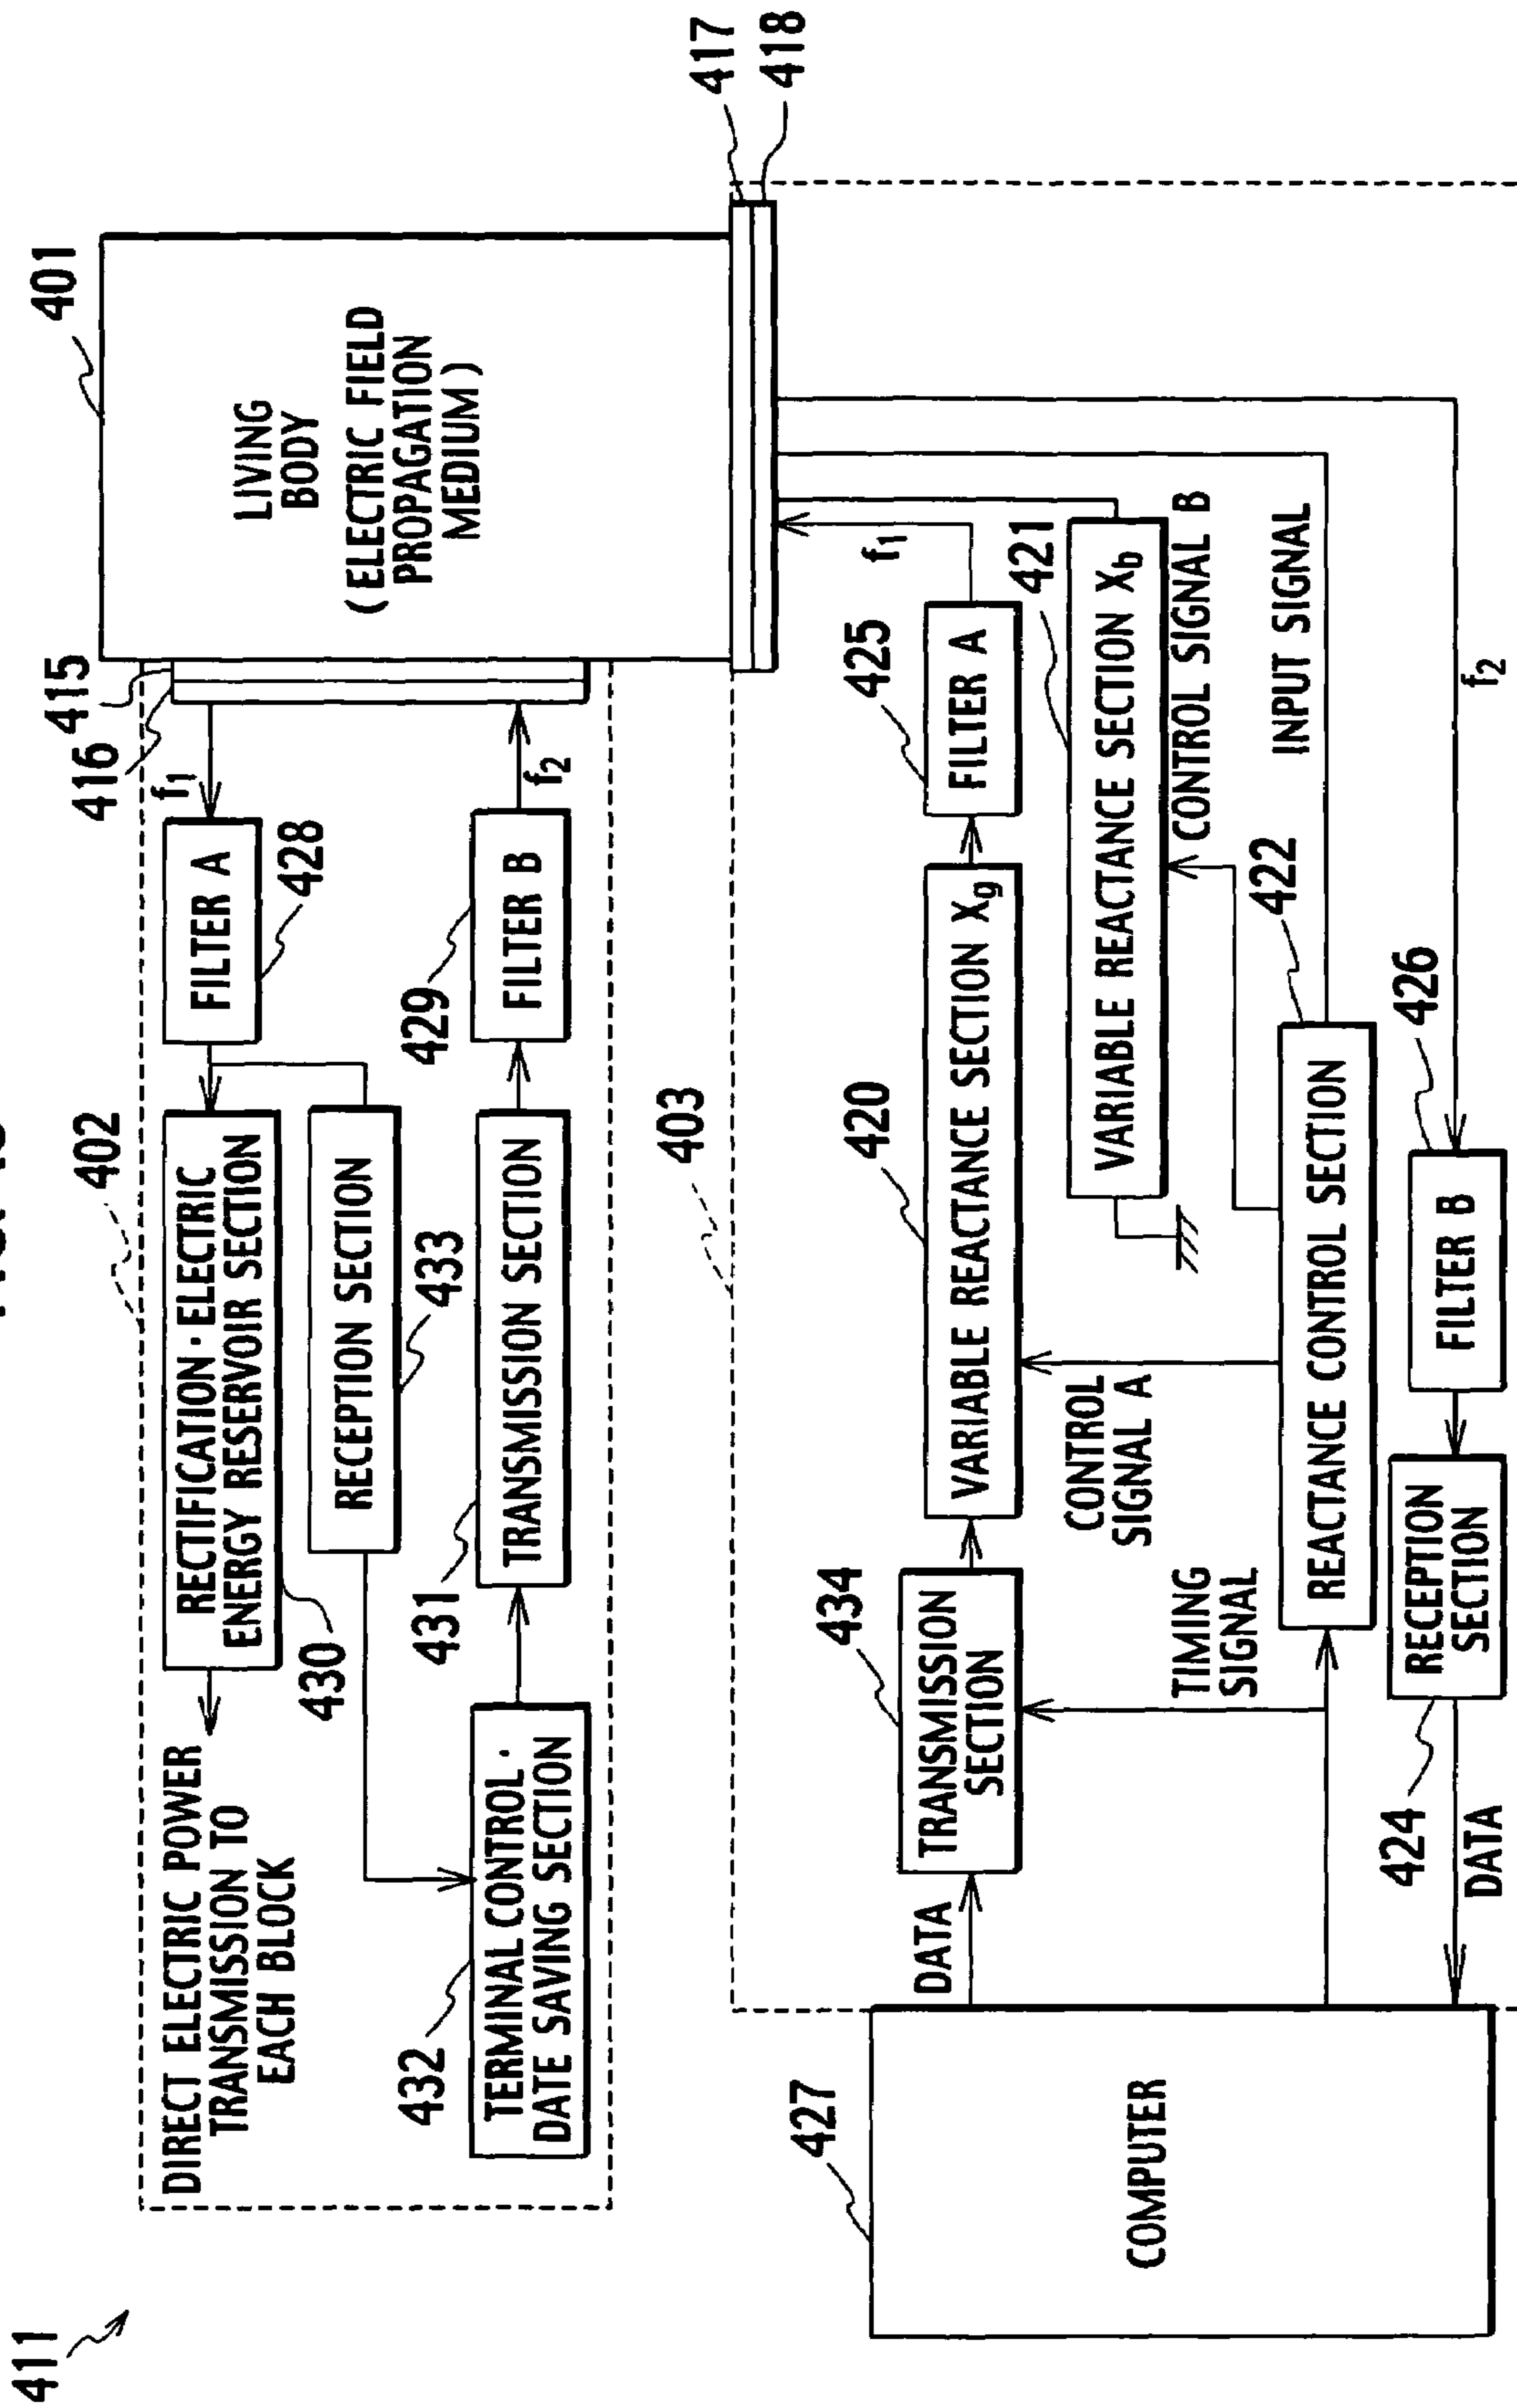 411
402
DIRECT ELECTRIC POWER
TRANSMISSION TO
EACH BLOCK
RECTIFICATION · ELECTRIC
ENERGY RESERVOIR SECTION
430
FILTER A
428
f1
416
415
RECEPTION SECTION
433
432
TERMINAL CONTROL ·
DATE SAVING SECTION
431
TRANSMISSION SECTION
429
FILTER B
f2
401
LIVING
BODY
(ELECTRIC FIELD
PROPAGATION
MEDIUM)
417
418
403
427
COMPUTER
DATA
434
TRANSMISSION
SECTION
420
VARIABLE REACTANCE SECTION Xg
425
FILTER A
f1
421
VARIABLE REACTANCE SECTION Xb
CONTROL
SIGNAL A
CONTROL SIGNAL B
TIMING
SIGNAL
422
REACTANCE CONTROL SECTION
INPUT SIGNAL
424
RECEPTION
SECTION
426
FILTER B
f2
DATA